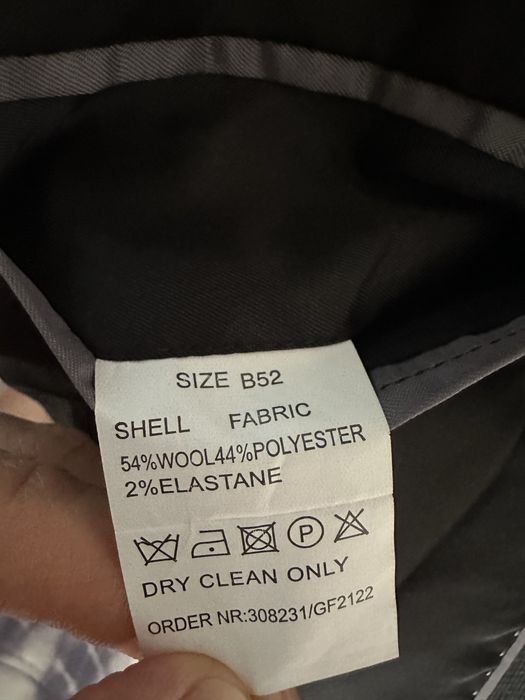 SIZE B52
SHELL FABRIC
54%WOOL44%POLYESTER
2%ELASTANE
P
DRY CLEAN ONLY
ORDER NR:308231/GF2122